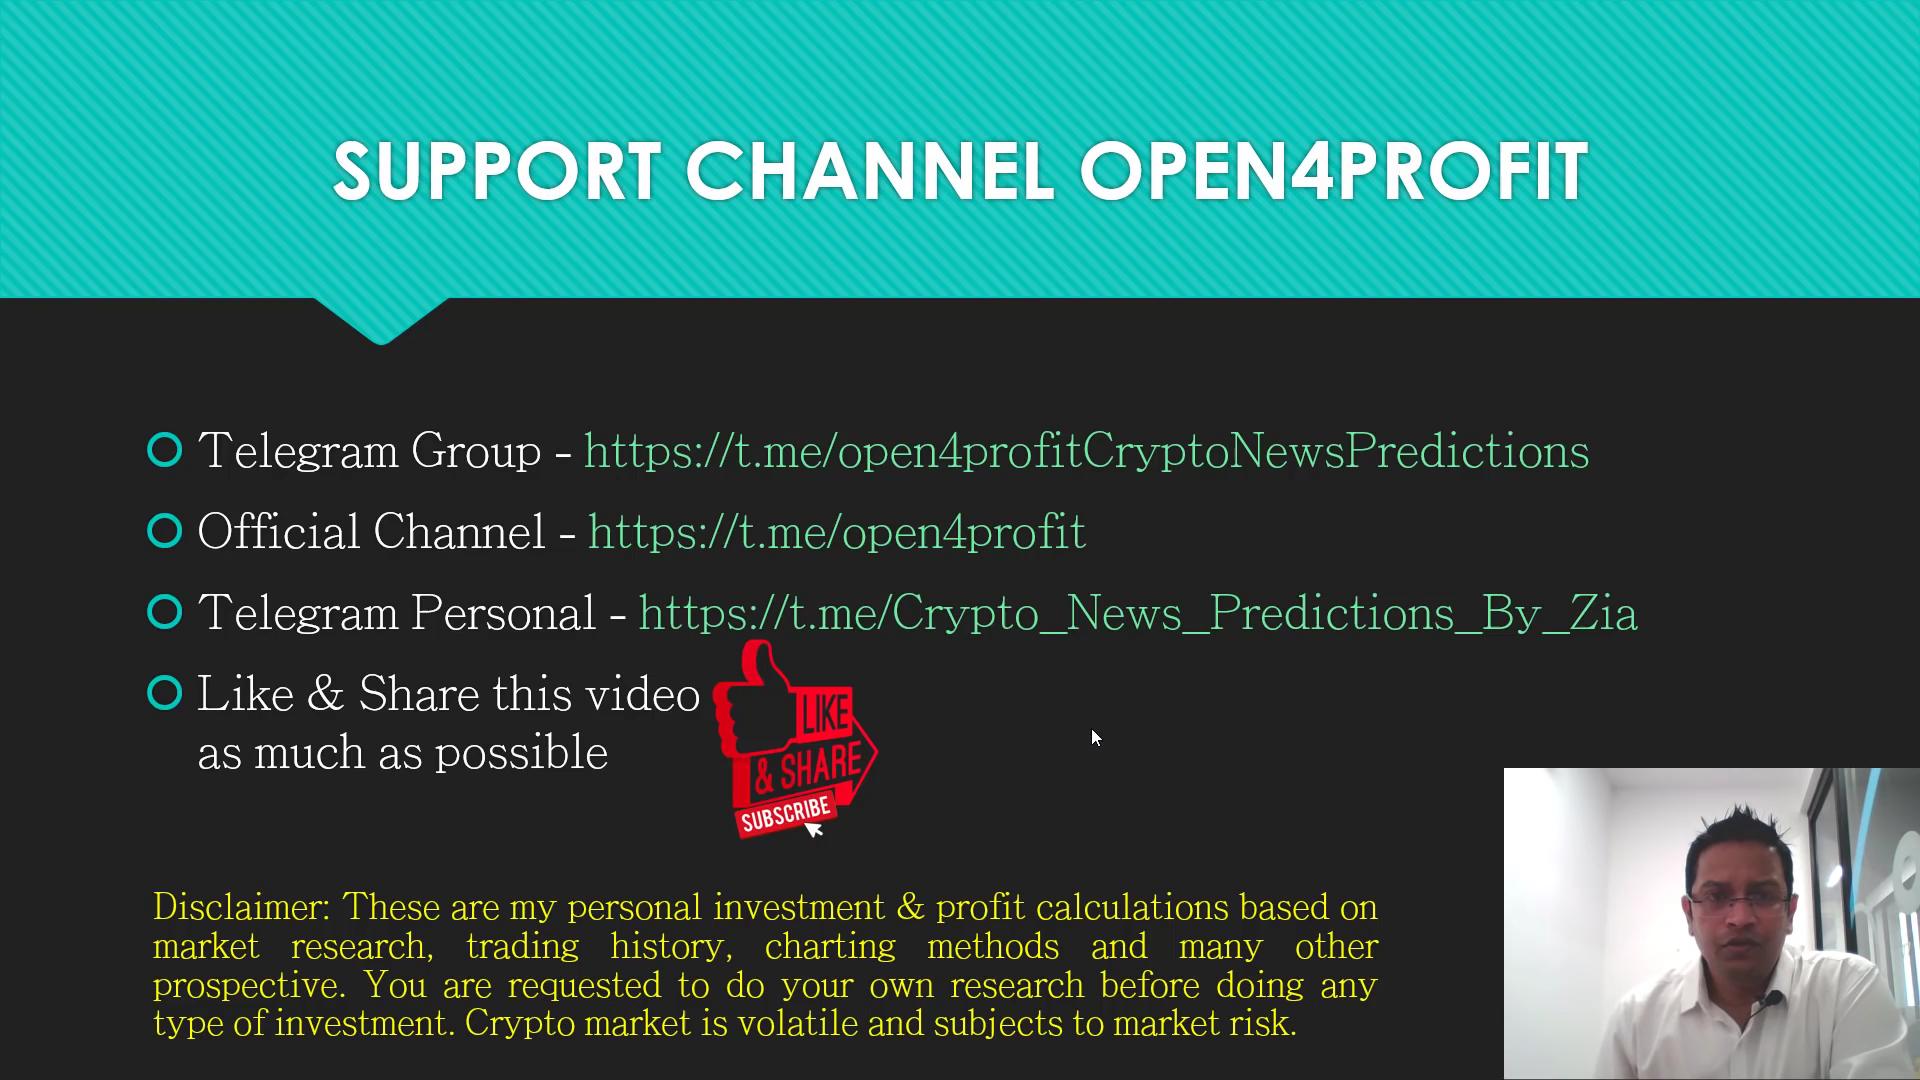 SUPPORT CHANNEL OPEN4PROFIT
Telegram Group - https://t.me/open4profitCryptoNewsPredictions
Official Channel - https://t.me/open4profit
Telegram Personal - https://t.me/Crypto_News_Predictions_By_Zia
Like & Share this video
as much as possible
LIKE
& SHARE
SUBSCRIBE
Disclaimer: These are my personal investment & profit calculations based on
market research, trading history, charting methods and many other
prospective. You are requested to do your own research before doing any
type of investment. Crypto market is volatile and subjects to market risk.